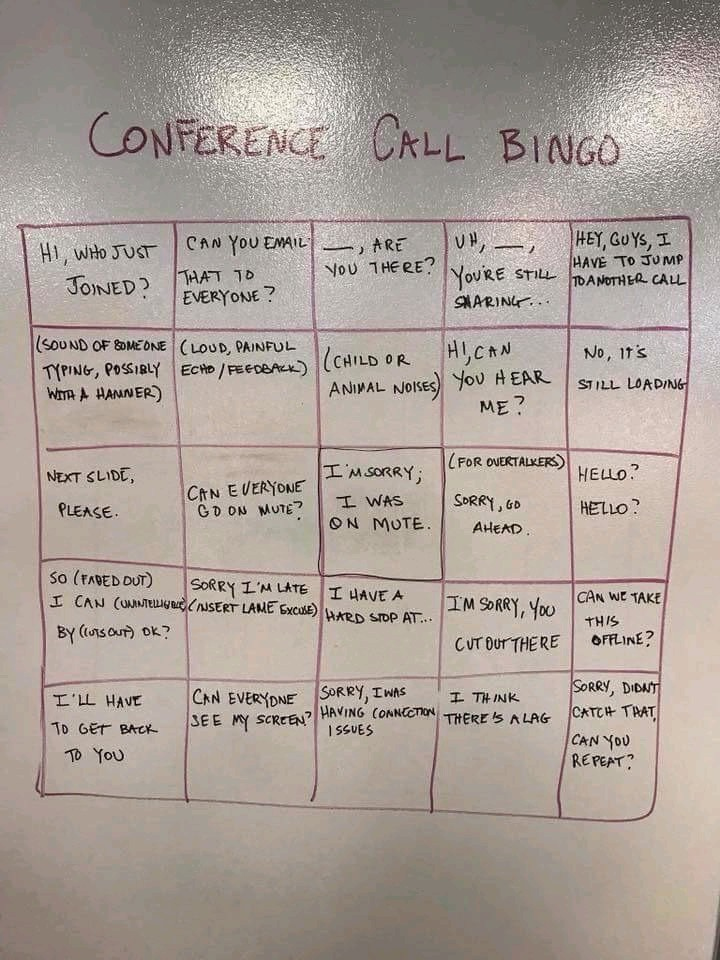 CONFERENCE CALL BINGO
HI, WHO JUST
JOINED?
CAN YOU EMAIL
THAT TO
EVERYONE?
__, ARE
YOU THERE?
UH, __,
YOU'RE STILL
SHARING...
HEY, GUYS, I
HAVE TO JUMP
TO ANOTHER CALL
(SOUND OF SOMEONE
TYPING, POSSIBLY
WITH A HAMMER)
(LOUD, PAINFUL
ECHO / FEEDBACK)
(CHILD OR
ANIMAL NOISES)
HI, CAN
YOU HEAR
ME?
NO, IT'S
STILL LOADING
NEXT SLIDE,
PLEASE.
CAN EVERYONE
GO ON MUTE?
I'M SORRY;
I WAS
ON MUTE.
(FOR OVERTALKERS)
SORRY, GO
AHEAD.
HELLO?
HELLO?
SO (FADED OUT)
I CAN (UNINTELLIGIBLE)
BY (CUTS OUT) OK?
SORRY I'M LATE
(INSERT LAME EXCUSE)
I HAVE A
HARD STOP AT...
I'M SORRY, YOU
CUT OUT THERE
CAN WE TAKE
THIS
OFFLINE?
I'LL HAVE
TO GET BACK
TO YOU
CAN EVERYONE
SEE MY SCREEN?
SORRY, I WAS
HAVING CONNECTION
ISSUES
I THINK
THERE'S A LAG
SORRY, DIDN'T
CATCH THAT,
CAN YOU
REPEAT?